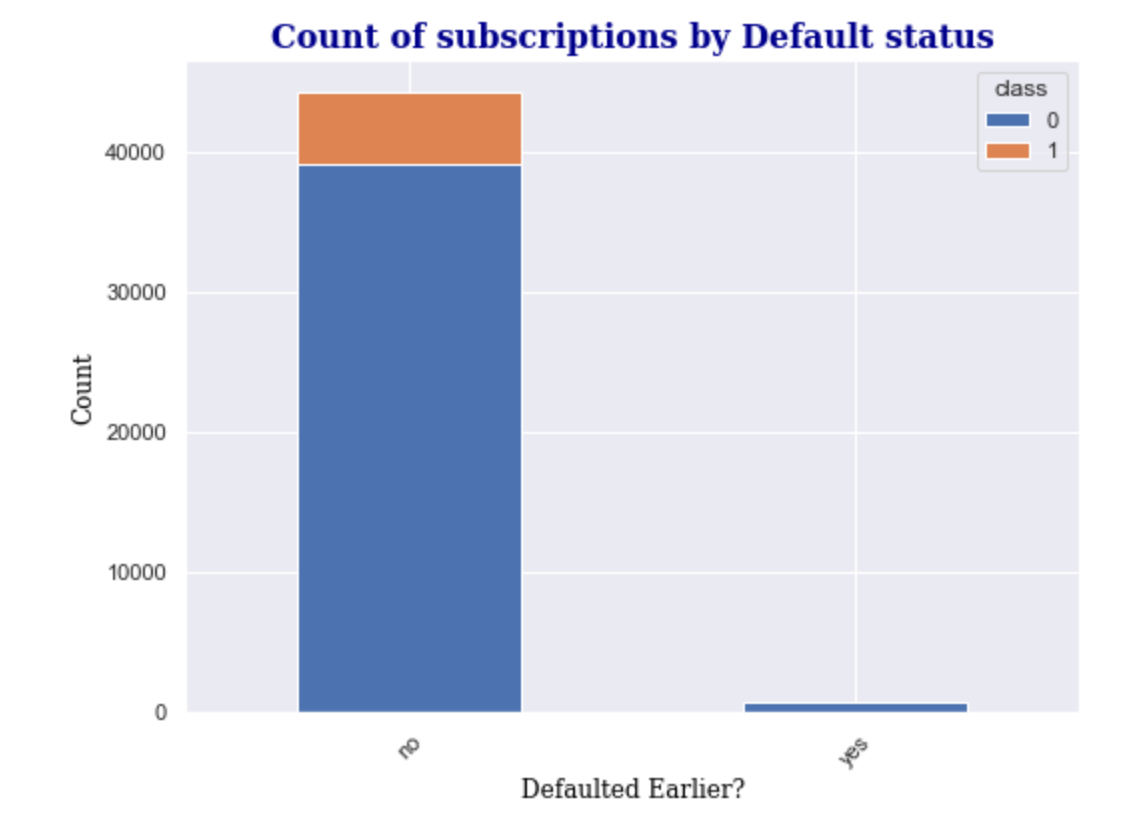 Count of subscriptions by Default status
class
0
1
40000
30000
20000
10000
0
Count
no
yes
Defaulted Earlier?